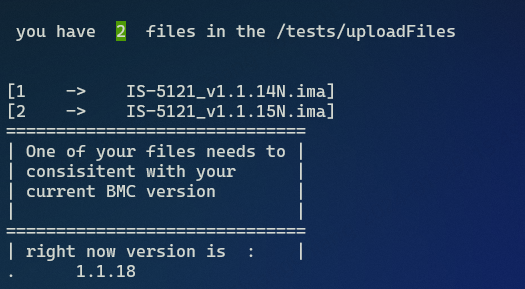 you have 2 files in the /tests/uploadFiles
[1 -> IS-5121_v1.1.14N.ima]
[2 -> IS-5121_v1.1.15N.ima]
==============================
| One of your files needs to |
| consisitent with your |
| current BMC version |
| |
==============================
| right now version is : |
. 1.1.18